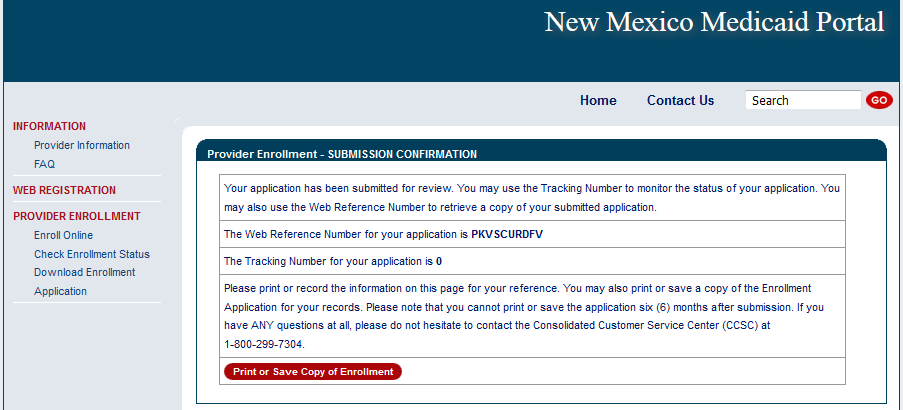 New Mexico Medicaid Portal
Home Contact Us Search GO
INFORMATION
Provider Information
FAQ
WEB REGISTRATION
PROVIDER ENROLLMENT
Enroll Online
Check Enrollment Status
Download Enrollment
Application
Provider Enrollment - SUBMISSION CONFIRMATION
Your application has been submitted for review. You may use the Tracking Number to monitor the status of your application. You
may also use the Web Reference Number to retrieve a copy of your submitted application.
The Web Reference Number for your application is PKVSCURDFV
The Tracking Number for your application is 0
Please print or record the information on this page for your reference. You may also print or save a copy of the Enrollment
Application for your records. Please note that you cannot print or save the application six (6) months after submission. If you
have ANY questions at all, please do not hesitate to contact the Consolidated Customer Service Center (CCSC) at
1-800-299-7304.
Print or Save Copy of Enrollment